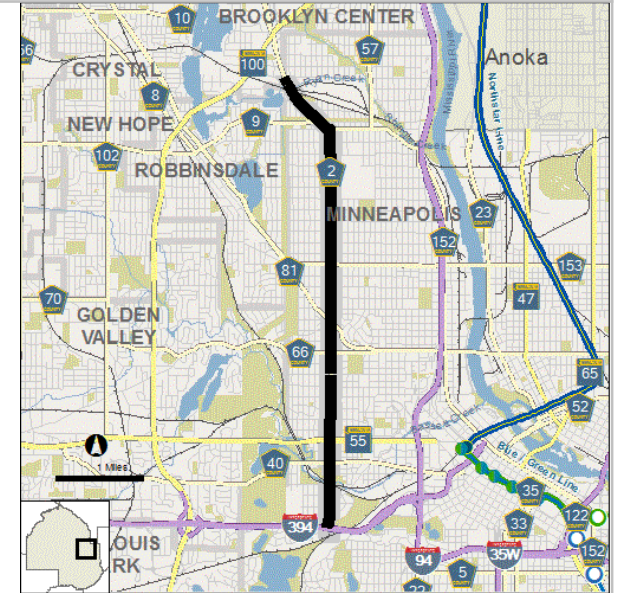 BROOKLYN CENTER
10
57
Anoka
100
CRYSTAL
8
Mississippi River
Northstar Line
NEW HOPE
9
102
ROBBINSDALE
2
MINNEAPOLIS
23
152
81
153
70
47
GOLDEN
VALLEY
66
65
52
55
40
1 Miles
Blue / Green Line
35
394
33
122
OUIS
RK
94
35W
152
5